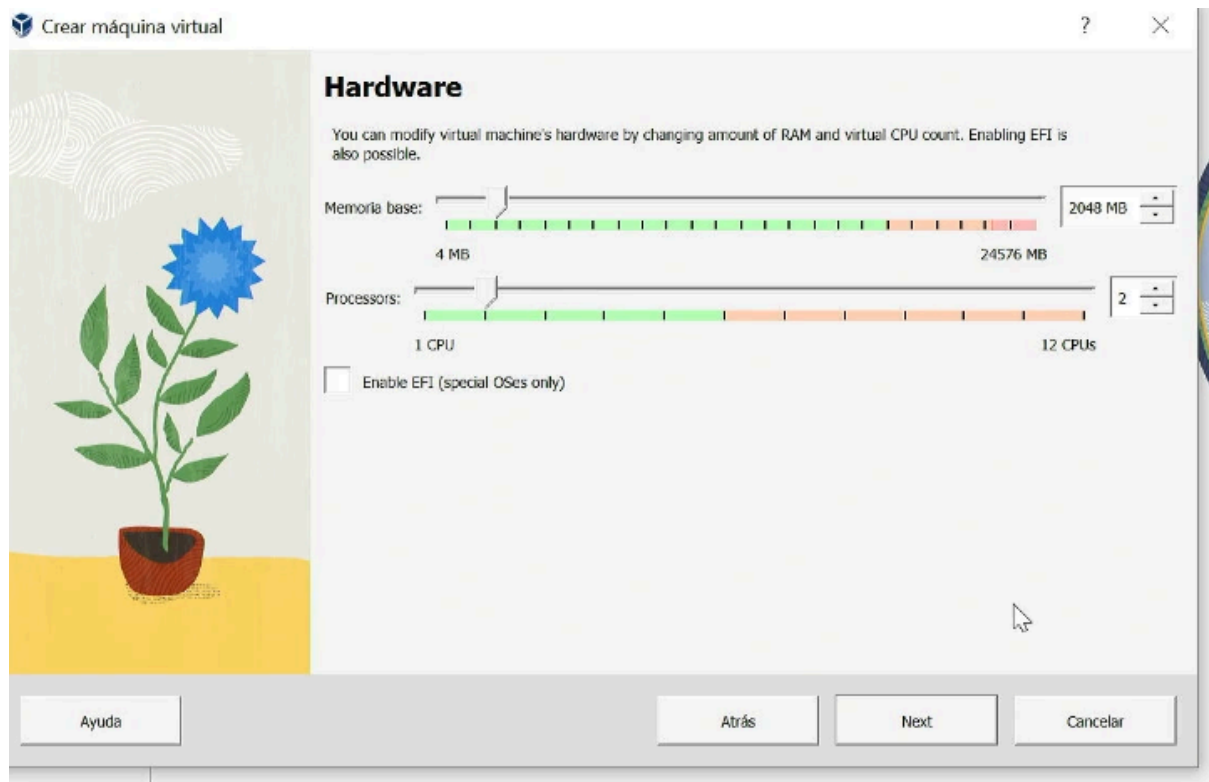 Crear máquina virtual
Hardware
You can modify virtual machine's hardware by changing amount of RAM and virtual CPU count. Enabling EFI is
also possible.
Memoria base:
2048 MB
4 MB
24576 MB
Processors:
2
1 CPU
12 CPUs
Enable EFI (special OSes only)
Ayuda
Atrás
Next
Cancelar